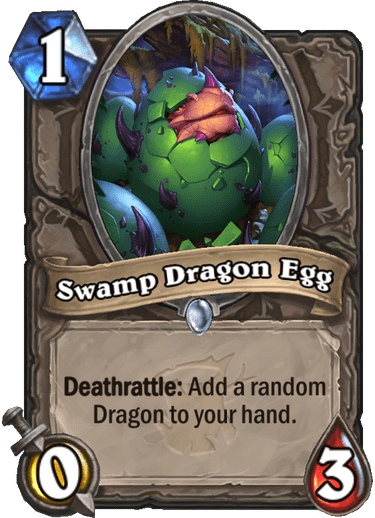 1
Swamp Dragon Egg
Deathrattle: Add a random
Dragon to your hand.
0
3